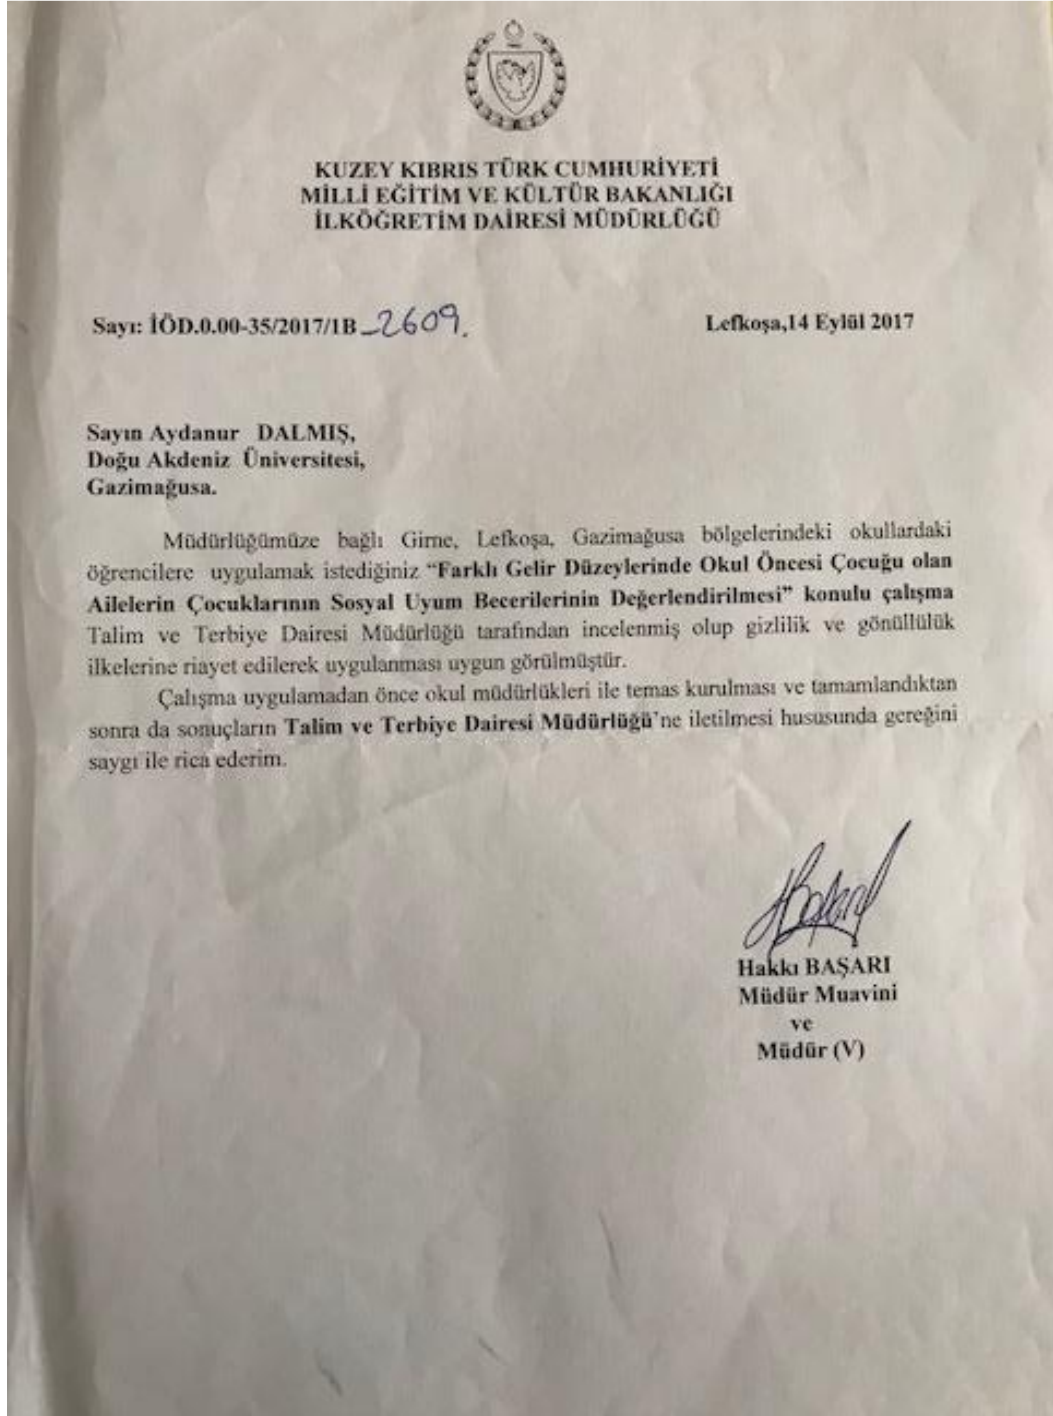 KUZEY KIBRIS TÜRK CUMHURİYETİ
MİLLİ EĞİTİM VE KÜLTÜR BAKANLIĞI
İLKÖĞRETİM DAİRESİ MÜDÜRLÜĞÜ
Sayı: İÖD.0.00-35/2017/1B-2609. Lefkoşa,14 Eylül 2017
Sayın Aydanur DALMIŞ,
Doğu Akdeniz Üniversitesi,
Gazimağusa.
Müdürlüğümüze bağlı Girne, Lefkoşa, Gazimağusa bölgelerindeki okullardaki
öğrencilere uygulamak istediğiniz “Farklı Gelir Düzeylerinde Okul Öncesi Çocuğu olan
Ailelerin Çocuklarının Sosyal Uyum Becerilerinin Değerlendirilmesi” konulu çalışma
Talim ve Terbiye Dairesi Müdürlüğü tarafından incelenmiş olup gizlilik ve gönüllülük
ilkelerine riayet edilerek uygulanması uygun görülmüştür.
Çalışma uygulamadan önce okul müdürlükleri ile temas kurulması ve tamamlandıktan
sonra da sonuçların Talim ve Terbiye Dairesi Müdürlüğü’ne iletilmesi hususunda gereğini
saygı ile rica ederim.
HBaşarı
Hakkı BAŞARI
Müdür Muavini
ve
Müdür (V)